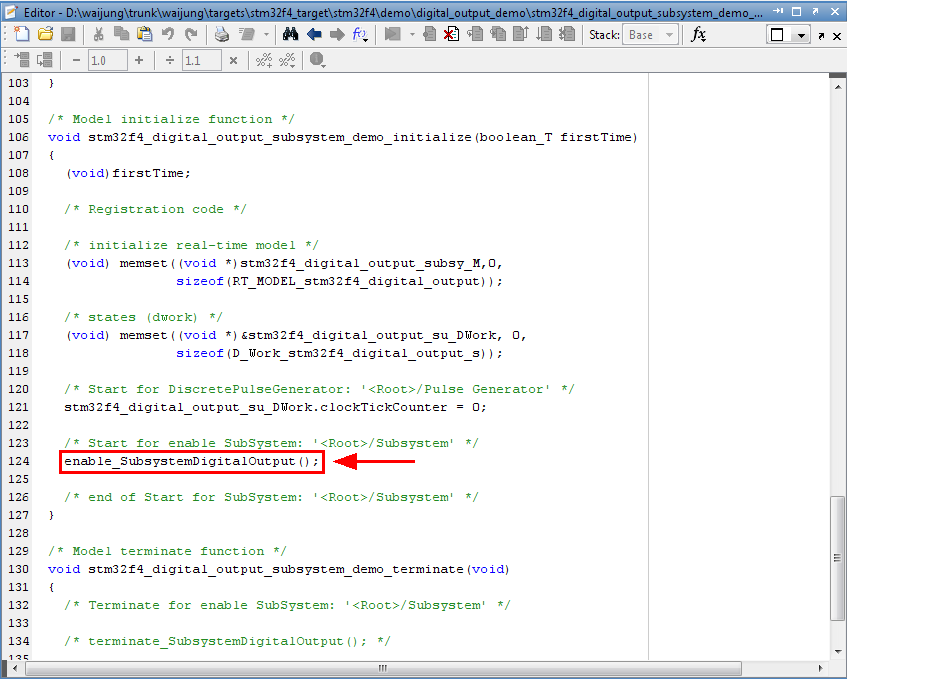 Editor - D:\waijung\trunk\waijung\targets\stm32f4_target\stm32f4\demo\digital_output_demo\stm32f4_digital_output_subsystem_demo_...
Stack: Base fx
− 1.0 + ÷ 1.1 ×
103 }
104
105 /* Model initialize function */
106 void stm32f4_digital_output_subsystem_demo_initialize(boolean_T firstTime)
107 {
108 (void)firstTime;
109
110 /* Registration code */
111
112 /* initialize real-time model */
113 (void) memset((void *)stm32f4_digital_output_subsy_M,0,
114 sizeof(RT_MODEL_stm32f4_digital_output));
115
116 /* states (dwork) */
117 (void) memset((void *)&stm32f4_digital_output_su_DWork, 0,
118 sizeof(D_Work_stm32f4_digital_output_s));
119
120 /* Start for DiscretePulseGenerator: '<Root>/Pulse Generator' */
121 stm32f4_digital_output_su_DWork.clockTickCounter = 0;
122
123 /* Start for enable SubSystem: '<Root>/Subsystem' */
124 enable_SubsystemDigitalOutput();
125
126 /* end of Start for SubSystem: '<Root>/Subsystem' */
127 }
128
129 /* Model terminate function */
130 void stm32f4_digital_output_subsystem_demo_terminate(void)
131 {
132 /* Terminate for enable SubSystem: '<Root>/Subsystem' */
133
134 /* terminate_SubsystemDigitalOutput(); */
135